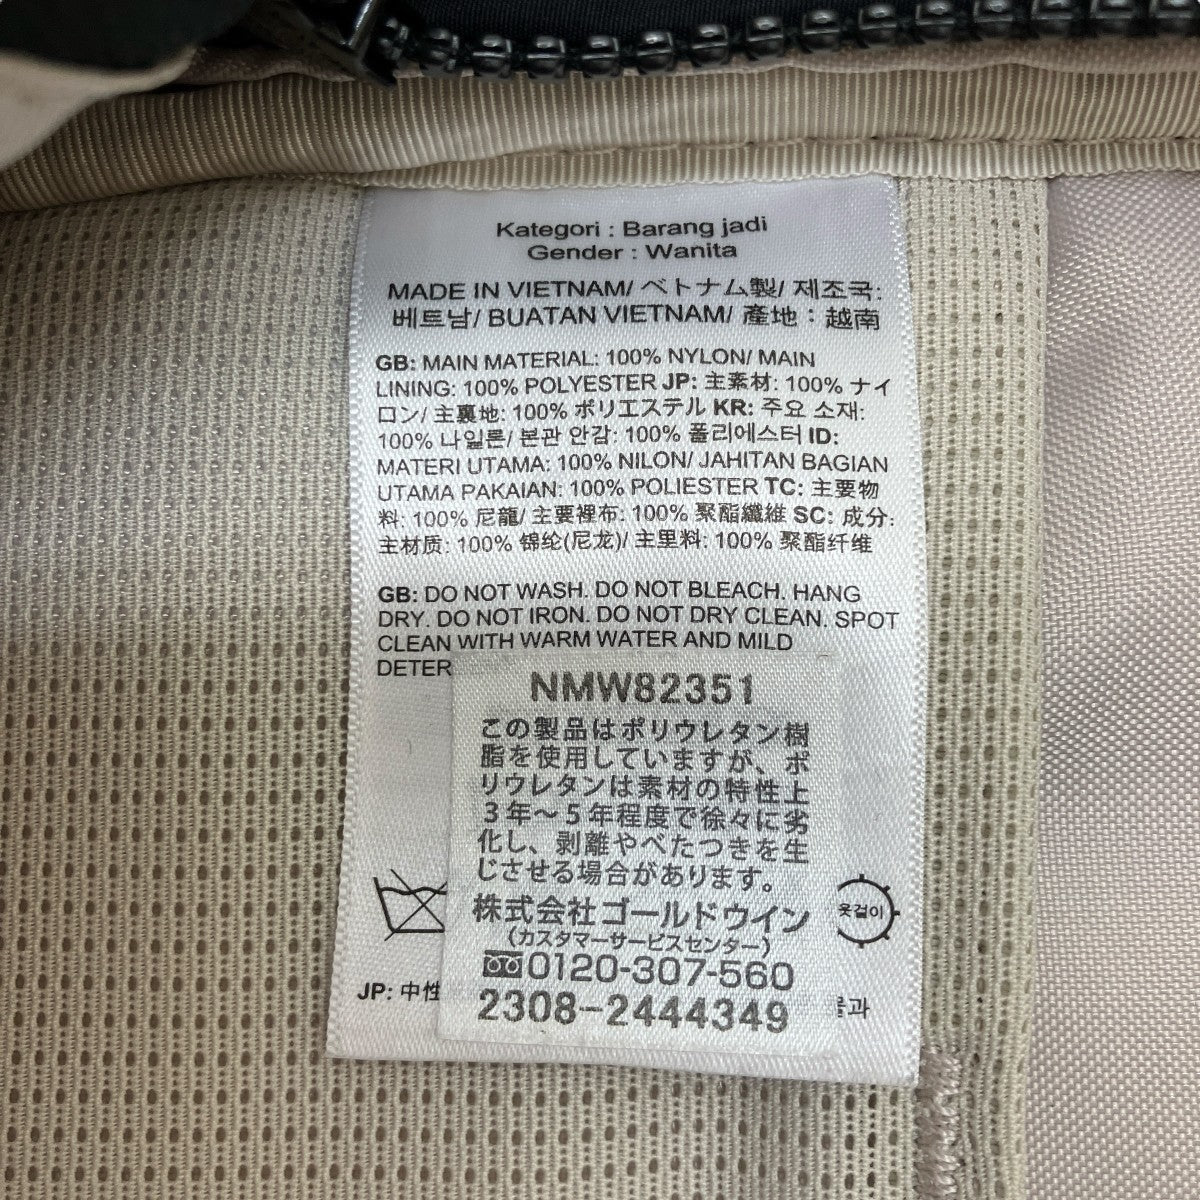 Kategori : Barang jadi
Gender : Wanita
MADE IN VIETNAM/ ベトナム製/ 제조국:
베트남/ BUATAN VIETNAM/ 產地：越南
GB: MAIN MATERIAL: 100% NYLON/ MAIN
LINING: 100% POLYESTER JP: 主素材: 100% ナイ
ロン/ 主裏地: 100% ポリエステル KR: 주요 소재:
100% 나일론/ 본관 안감: 100% 폴리에스터 ID:
MATERI UTAMA: 100% NILON/ JAHITAN BAGIAN
UTAMA PAKAIAN: 100% POLIESTER TC: 主要物
料: 100% 尼龍/ 主要裡布: 100% 聚酯纖維 SC: 成分:
主材质: 100% 锦纶(尼龙)/ 主里料: 100% 聚酯纤维
GB: DO NOT WASH. DO NOT BLEACH. HANG
DRY. DO NOT IRON. DO NOT DRY CLEAN. SPOT
CLEAN WITH WARM WATER AND MILD
DETER
NMW82351
この製品はポリウレタン樹
脂を使用していますが、ポ
リウレタンは素材の特性上
3年～5年程度で徐々に劣
化し、剥離やべたつきを生
じさせる場合があります。
株式会社ゴールドウイン
(カスタマーサービスセンター)
0120-307-560
2308-2444349
옷걸이
JP: 中性
과